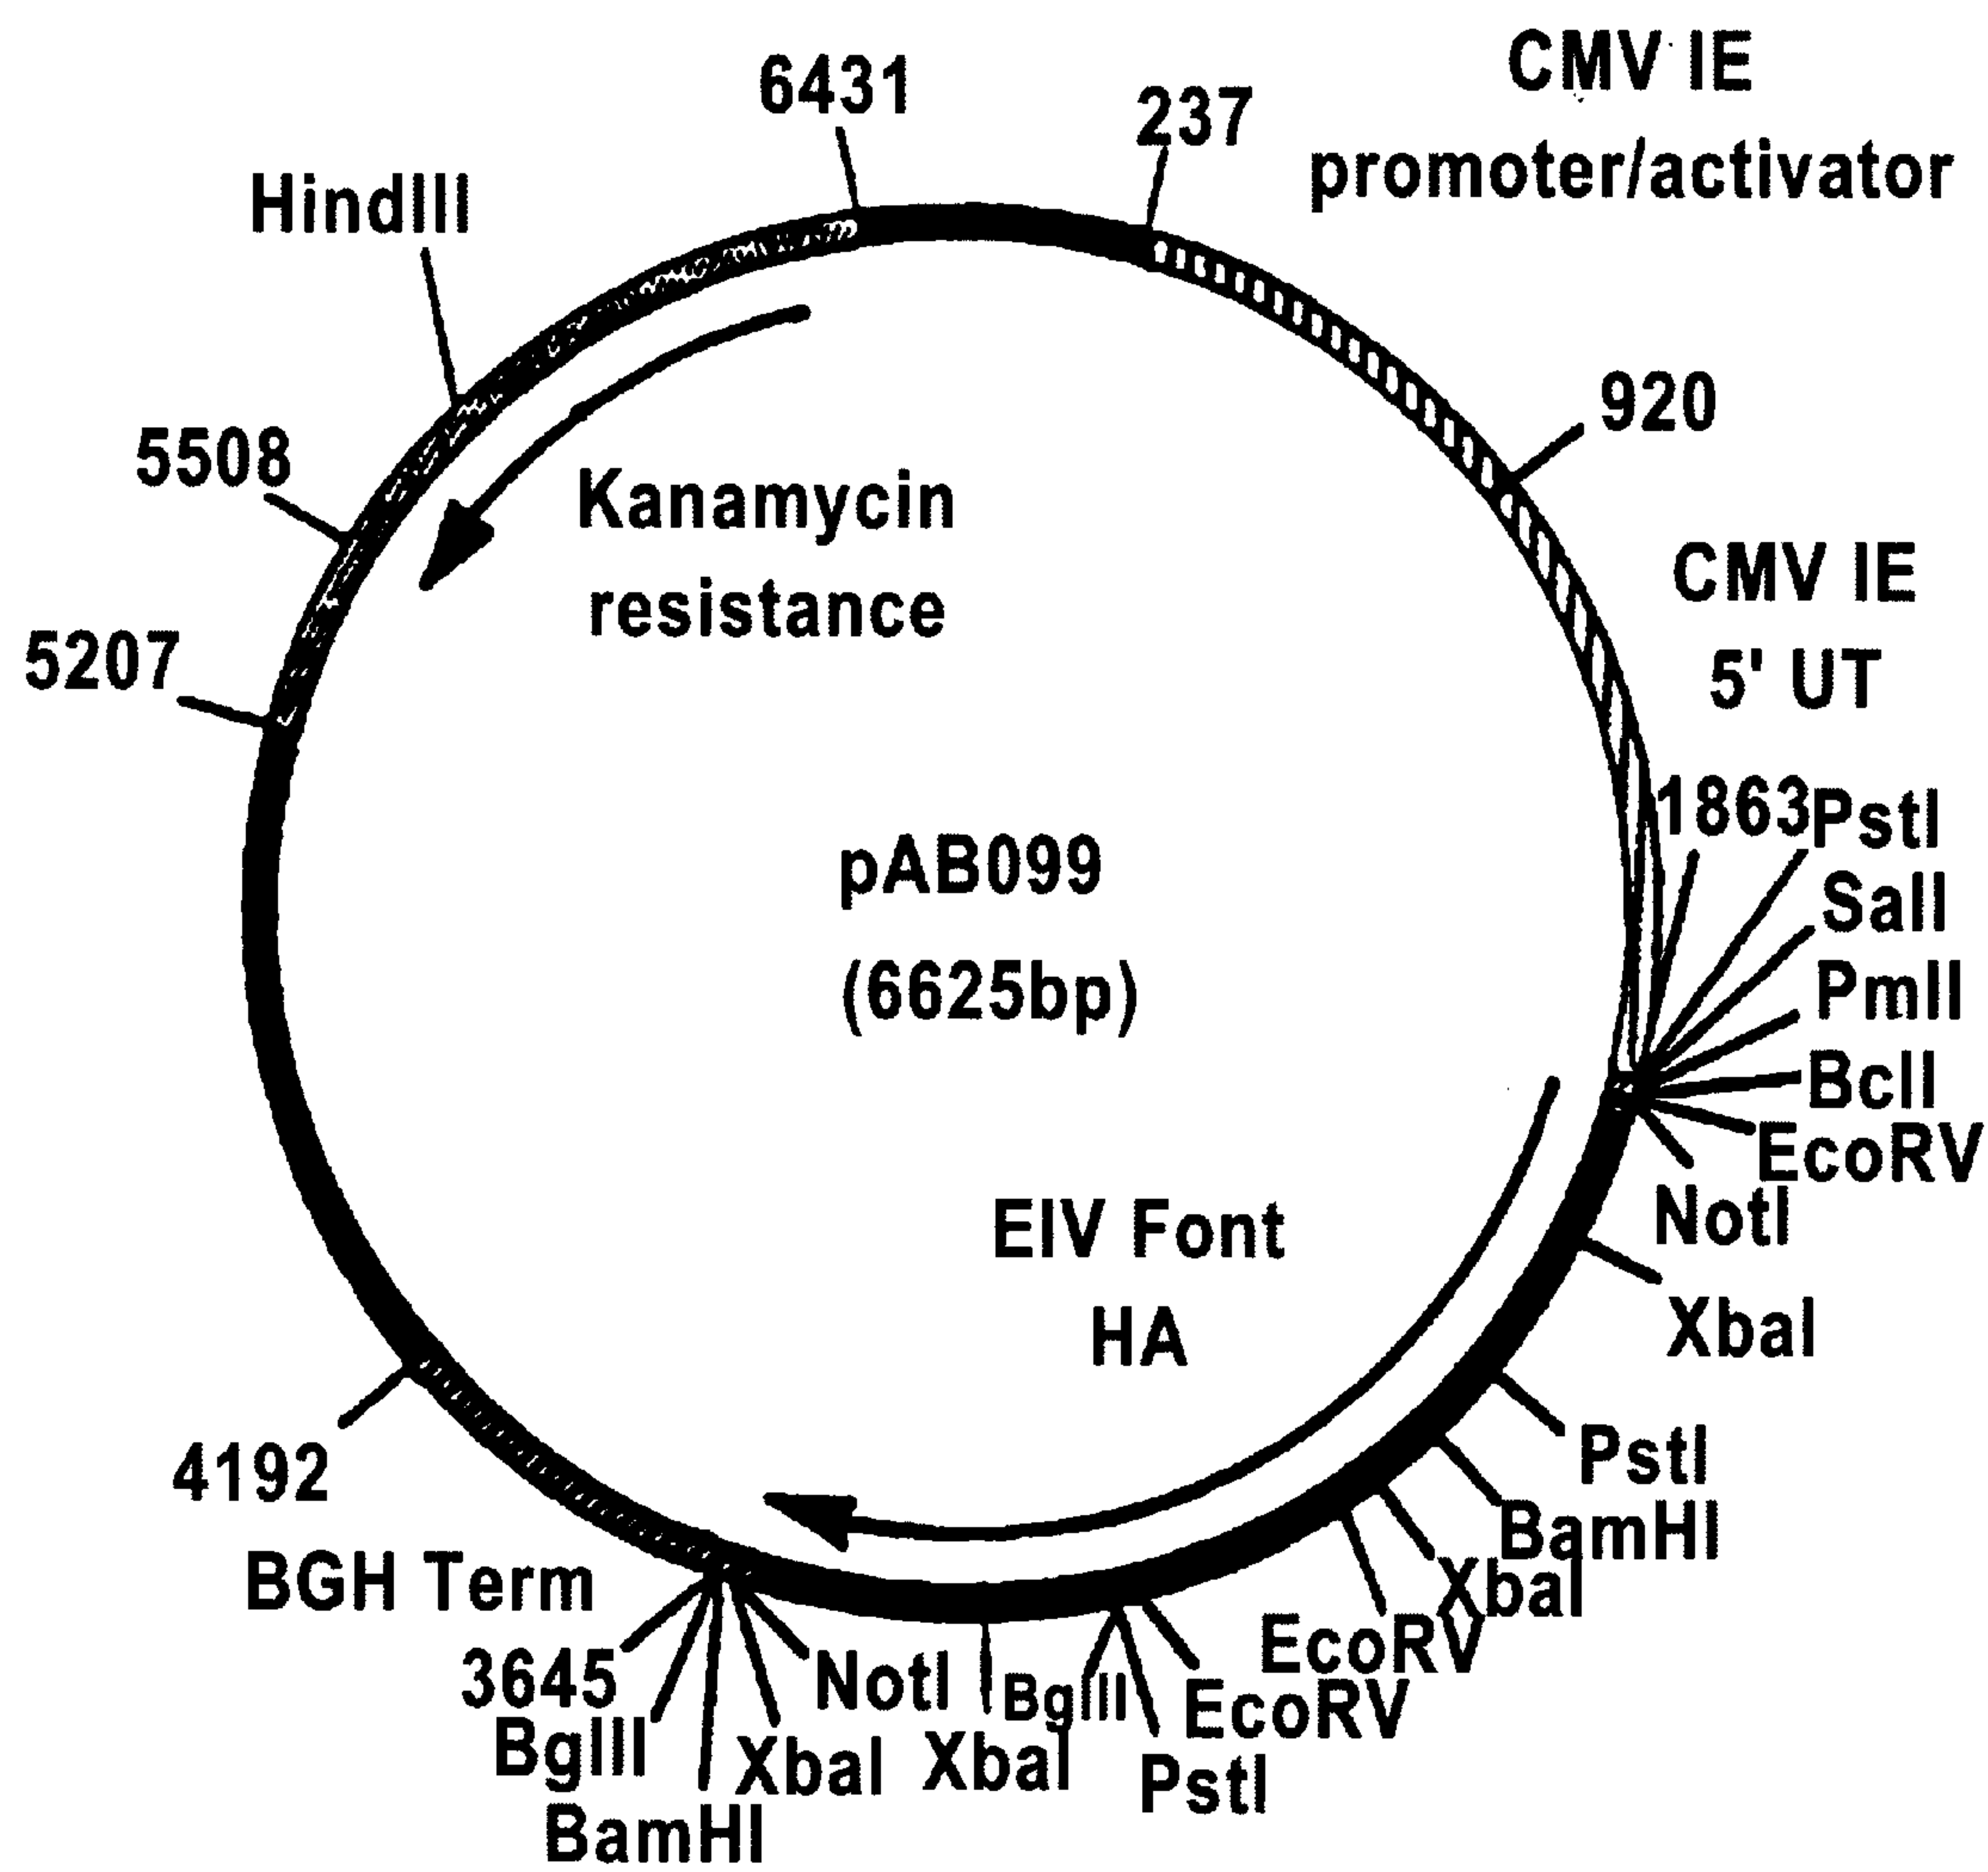 6431
237
CMV IE
promoter/activator
HindIII
920
5508
Kanamycin
resistance
CMV IE
5' UT
5207
1863
PstI
SalI
PmlI
BclI
EcoRV
NotI
pAB099
(6625bp)
EIV Font
HA
XbaI
PstI
BamHI
XbaI
EcoRV
EcoRV
PstI
BglII
XbaI
NotI
XbaI
BamHI
BglII
3645
BGH Term
4192